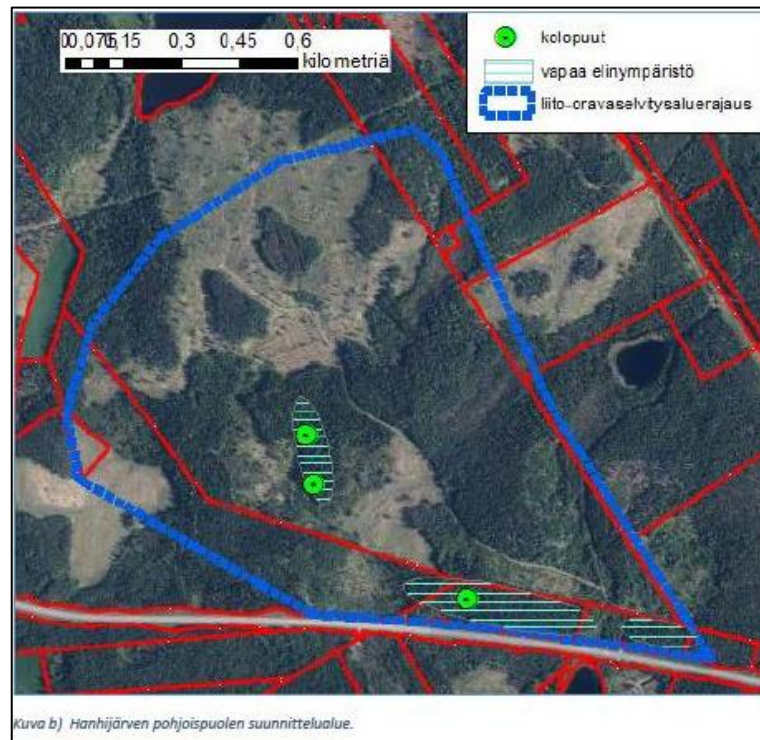 0 0,075 0,15 0,3 0,45 0,6
kilometriä
kolopuut
vapaa elinympäristö
liito-oravaselvitysaluerajaus
Kuva b) Hanhijärven pohjoispuolen suunnittelualue.